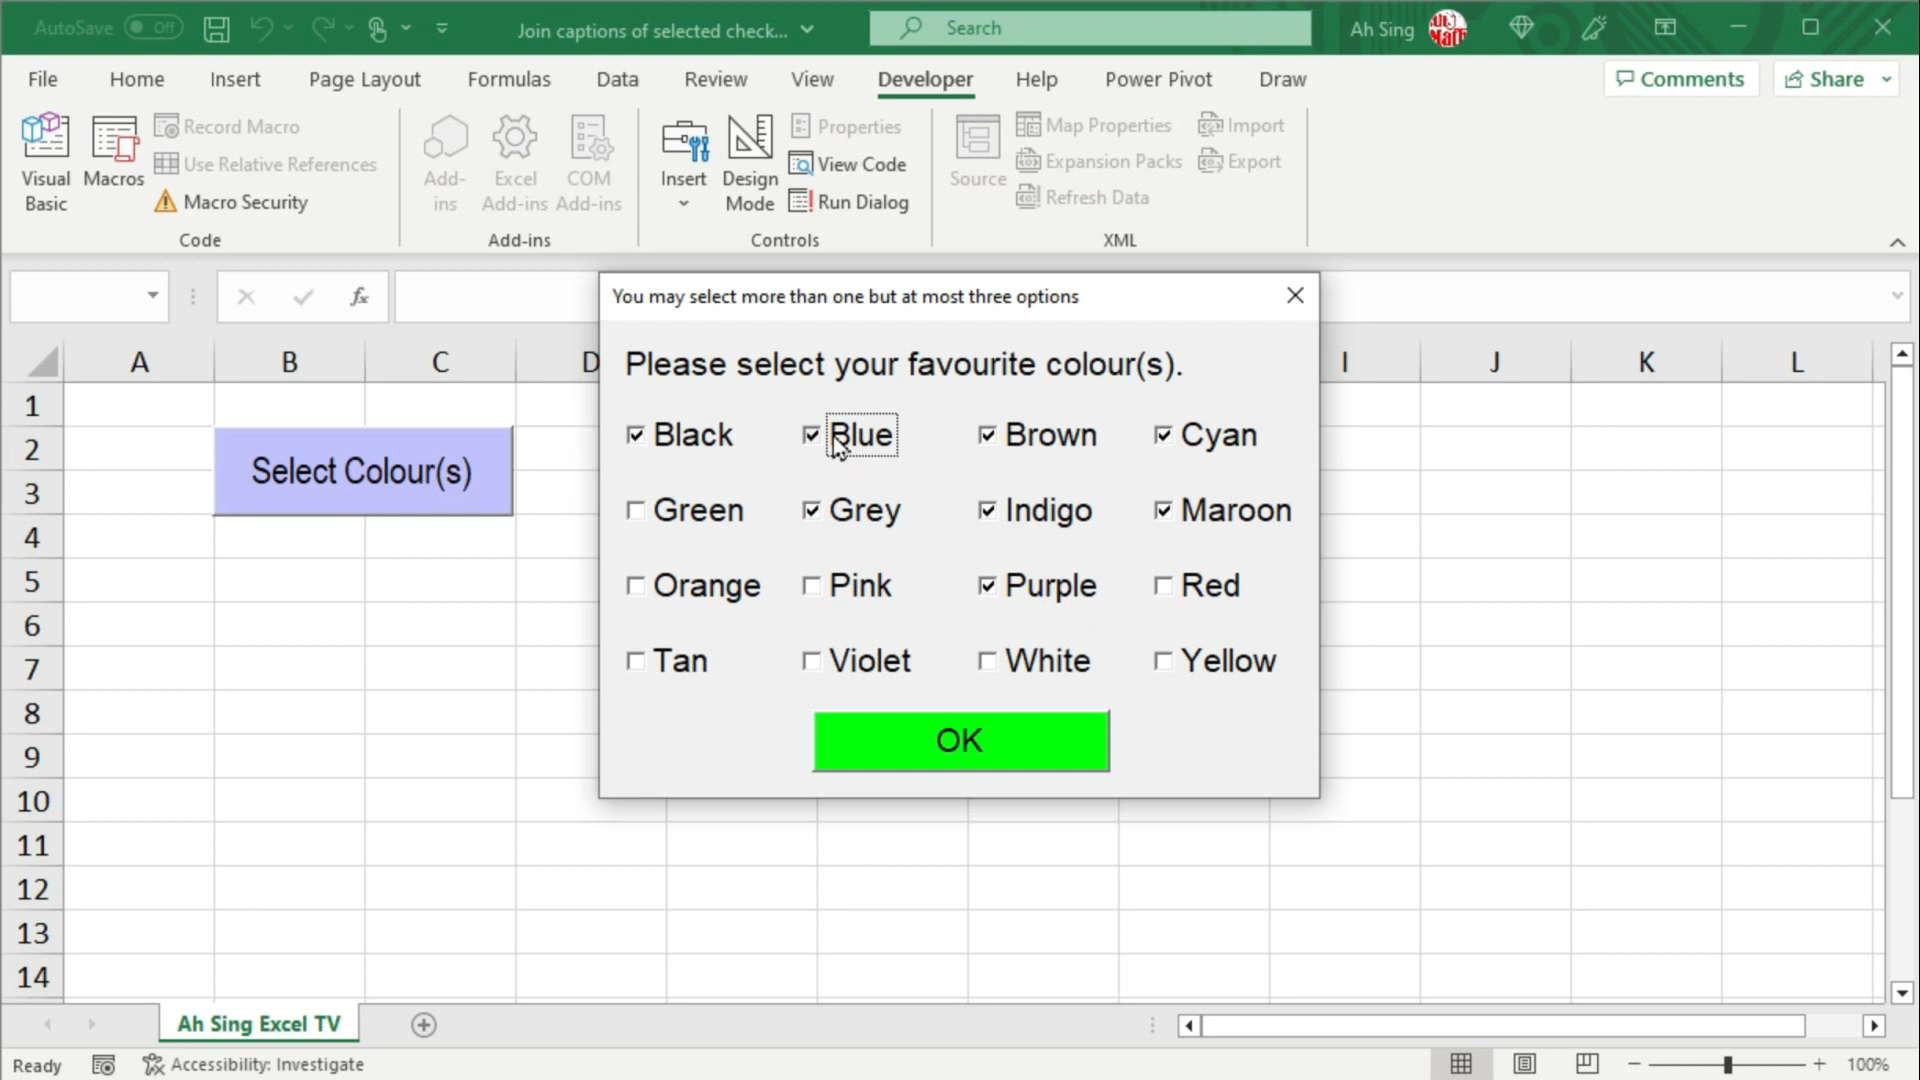 AutoSave Off Join captions of selected check... Search Ah Sing
File Home Insert Page Layout Formulas Data Review View Developer Help Power Pivot Draw Comments Share
Visual Basic
Macros
Record Macro
Use Relative References
Macro Security
Code
Add-ins
Excel Add-ins
COM Add-ins
Add-ins
Insert
Design Mode
Properties
View Code
Run Dialog
Controls
Source
Map Properties
Expansion Packs
Refresh Data
Import
Export
XML
fx
You may select more than one but at most three options
Please select your favourite colour(s).
Black Blue Brown Cyan
Green Grey Indigo Maroon
Orange Pink Purple Red
Tan Violet White Yellow
OK
A B C D I J K L
1
2
3
4
5
6
7
8
9
10
11
12
13
14
Select Colour(s)
Ah Sing Excel TV
Ready Accessibility: Investigate 100%